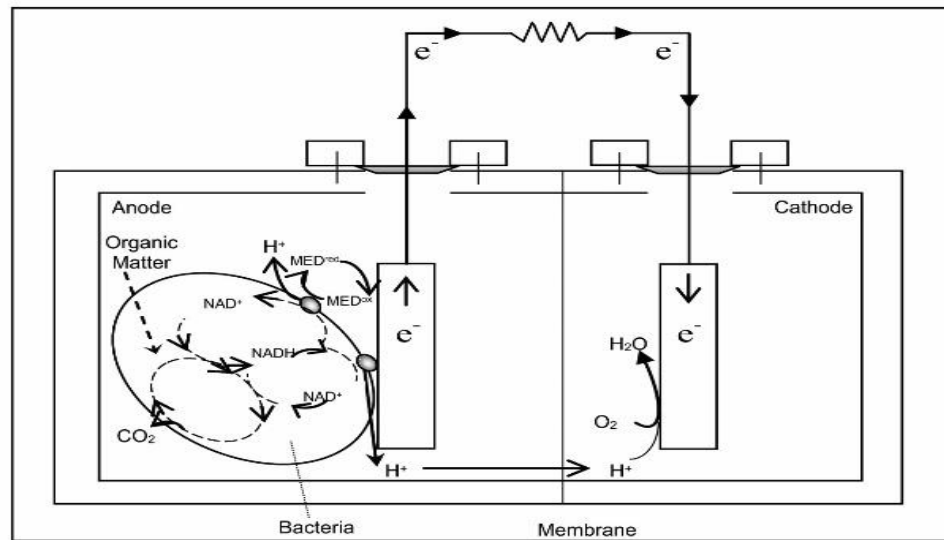 e⁻
e⁻
Anode
Cathode
Organic
Matter
H⁺
MEDʳᵉᵈ
MEDᵒˣ
NAD⁺
e⁻
e⁻
NADH
H₂O
NAD⁺
O₂
CO₂
H⁺
H⁺
Bacteria
Membrane